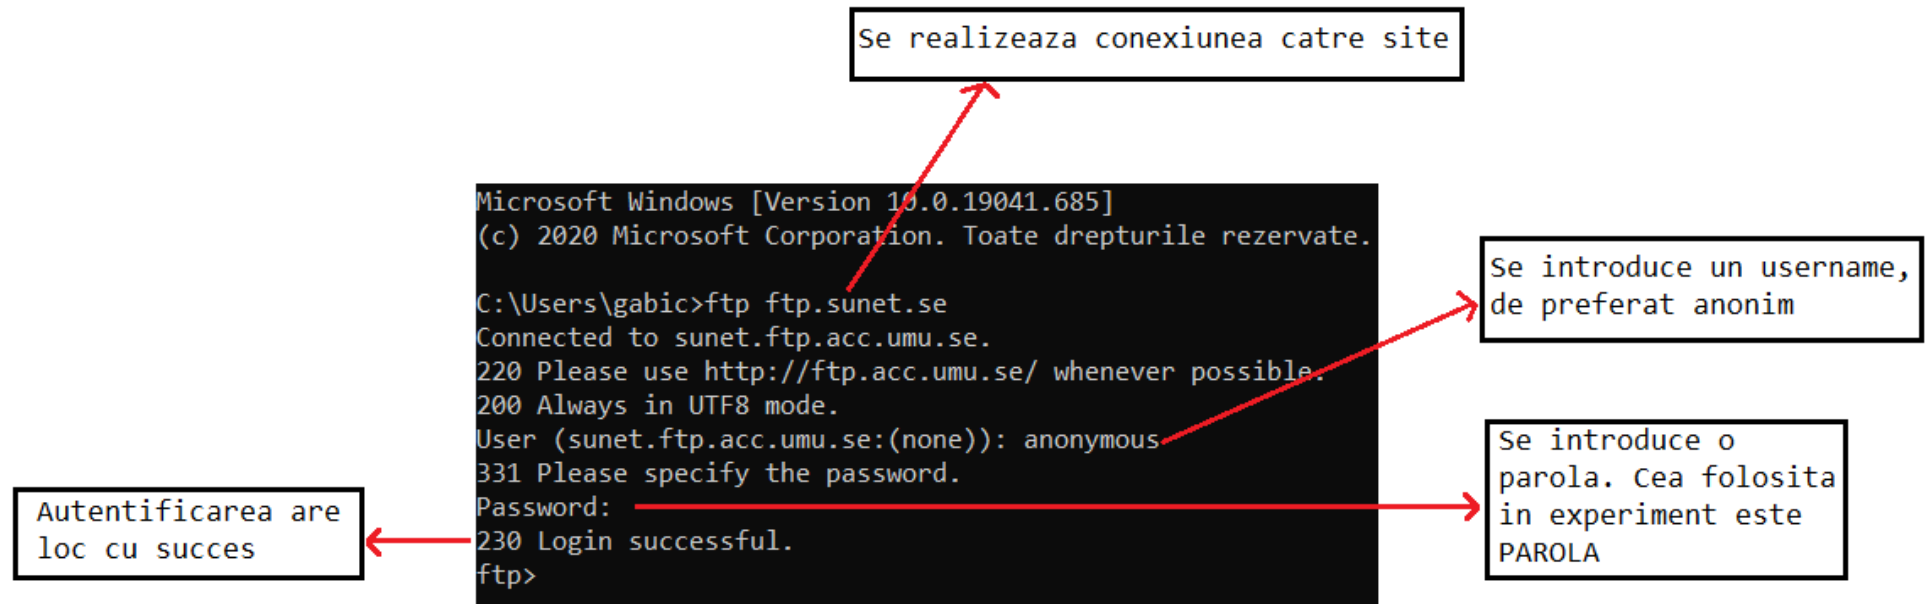 Se realizeaza conexiunea catre site
Microsoft Windows [Version 10.0.19041.685]
(c) 2020 Microsoft Corporation. Toate drepturile rezervate.
C:\Users\gabic>ftp ftp.sunet.se
Connected to sunet.ftp.acc.umu.se.
220 Please use http://ftp.acc.umu.se/ whenever possible.
200 Always in UTF8 mode.
User (sunet.ftp.acc.umu.se:(none)): anonymous
331 Please specify the password.
Password:
230 Login successful.
ftp>
Se introduce un username,
de preferat anonim
Se introduce o
parola. Cea folosita
in experiment este
PAROLA
Autentificarea are
loc cu succes